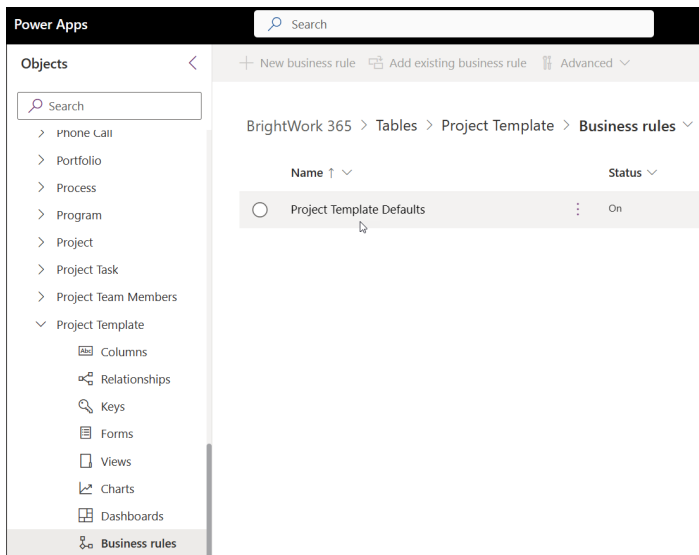 Power Apps
Search
Objects
New business rule Add existing business rule Advanced
Search
BrightWork 365 > Tables > Project Template > Business rules
Phone Call
Portfolio
Name ↑ Status
Process
Program
Project Template Defaults On
Project
Project Task
Project Team Members
Project Template
Abc Columns
Relationships
Keys
Forms
Views
Charts
Dashboards
Business rules